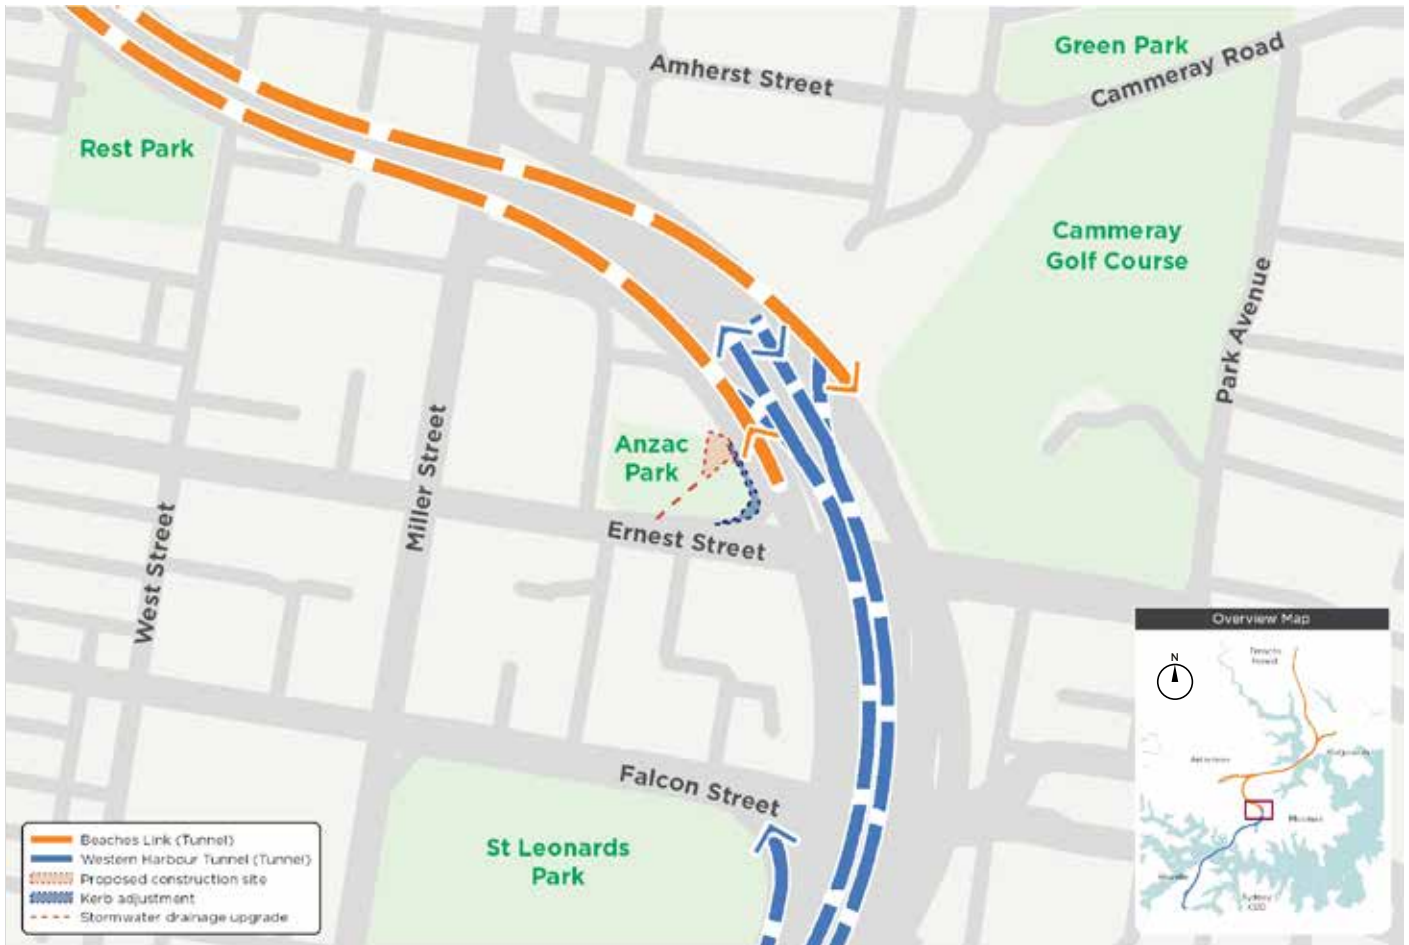 Green Park
Amherst Street
Cammeray Road
Rest Park
Cammeray
Golf Course
Park Avenue
Anzac
Park
Miller Street
West Street
Ernest Street
Falcon Street
St Leonards
Park
Beaches Link (Tunnel)
Western Harbour Tunnel (Tunnel)
Proposed construction site
Kerb adjustment
Stormwater drainage upgrade
Overview Map
N
Sydney
CBD